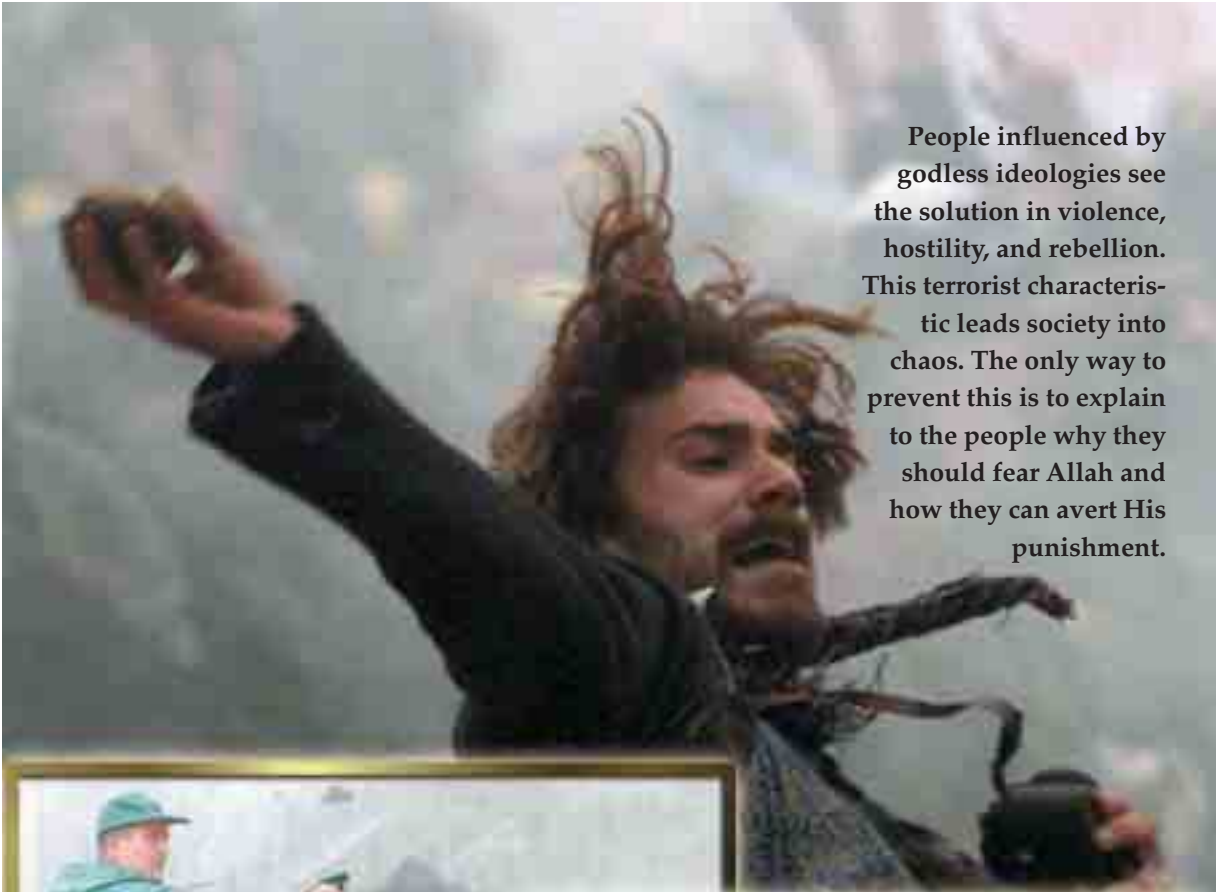 People influenced by
godless ideologies see
the solution in violence,
hostility, and rebellion.
This terrorist characteris-
tic leads society into
chaos. The only way to
prevent this is to explain
to the people why they
should fear Allah and
how they can avert His
punishment.